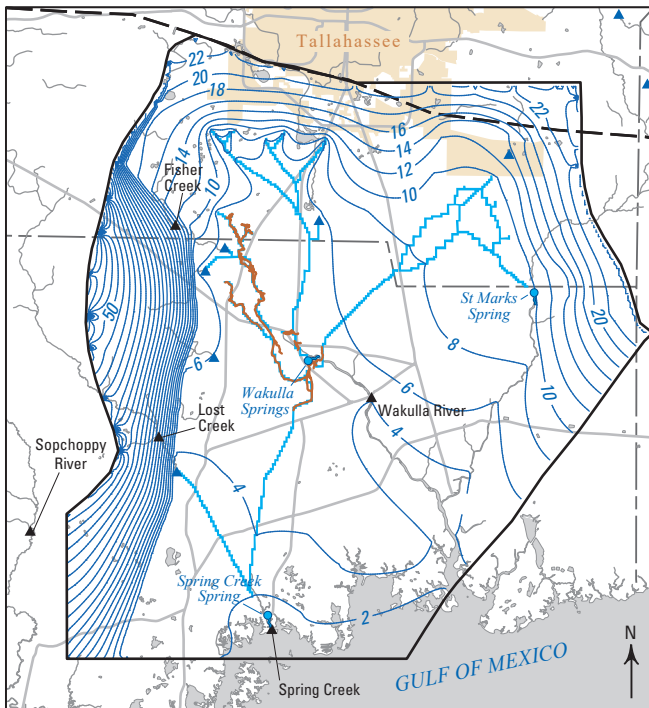 Tallahassee
22
20
18
16
22
14
14
12
10
Fisher
Creek
10
50
St Marks
Spring
20
8
6
10
6
Wakulla
Springs
Wakulla River
Lost
Creek
4
Sopchoppy
River
4
Spring Creek
Spring
2
N
Spring Creek
GULF OF MEXICO